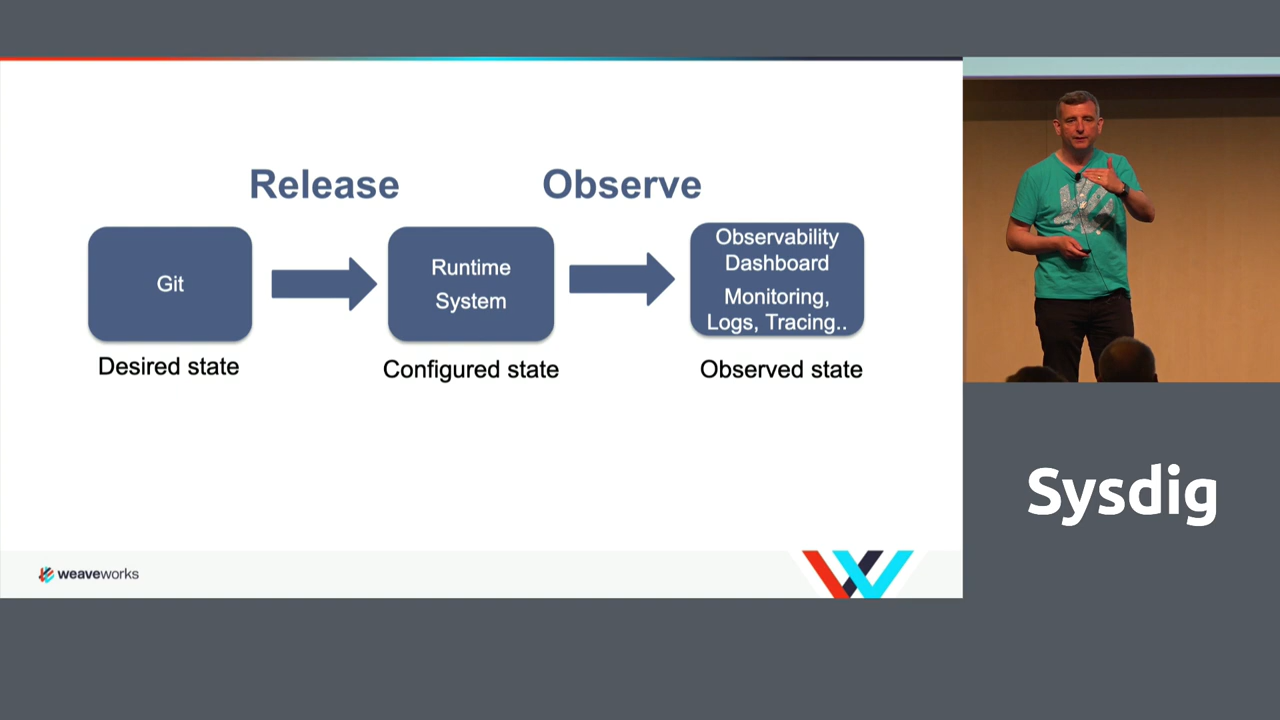 Release
Observe
Git
Runtime
System
Observability
Dashboard
Monitoring,
Logs, Tracing..
Desired state
Configured state
Observed state
weaveworks
Sysdig